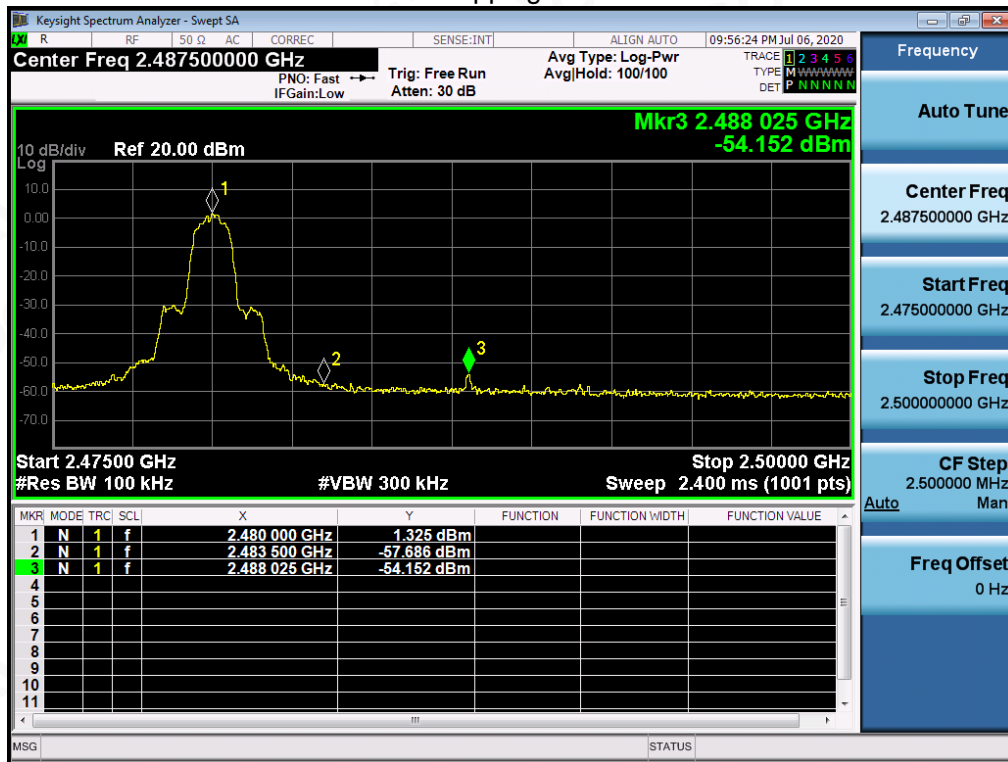 Keysight Spectrum Analyzer - Swept SA
LXI R RF 50 Ω AC CORREC SENSE:INT ALIGN AUTO 09:56:24 PM Jul 06, 2020
Center Freq 2.487500000 GHz
PNO: Fast
IFGain:Low
Trig: Free Run
Atten: 30 dB
Avg Type: Log-Pwr
Avg|Hold: 100/100
TRACE 1 2 3 4 5 6
TYPE M WWWWW
DET P N N N N N
Mkr3 2.488 025 GHz
-54.152 dBm
10 dB/div Ref 20.00 dBm
Log
10.0
0.00
-10.0
-20.0
-30.0
-40.0
-50.0
-60.0
-70.0
1
2
3
Start 2.47500 GHz Stop 2.50000 GHz
#Res BW 100 kHz #VBW 300 kHz Sweep 2.400 ms (1001 pts)
MKR MODE TRC SCL X Y FUNCTION FUNCTION WIDTH FUNCTION VALUE
1 N 1 f 2.480 000 GHz 1.325 dBm
2 N 1 f 2.483 500 GHz -57.686 dBm
3 N 1 f 2.488 025 GHz -54.152 dBm
4
5
6
7
8
9
10
11
MSG STATUS
Frequency
Auto Tune
Center Freq
2.487500000 GHz
Start Freq
2.475000000 GHz
Stop Freq
2.500000000 GHz
CF Step
2.500000 MHz
Auto Man
Freq Offset
0 Hz